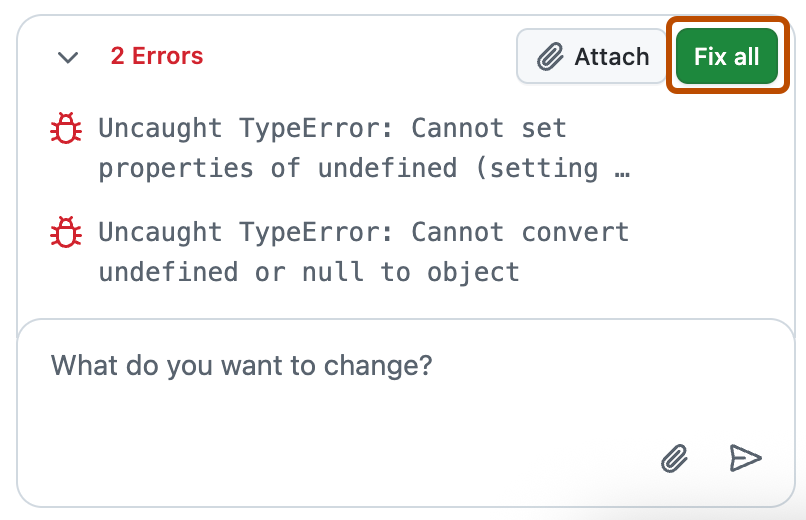 2 Errors
Attach
Fix all
Uncaught TypeError: Cannot set
properties of undefined (setting …
Uncaught TypeError: Cannot convert
undefined or null to object
What do you want to change?